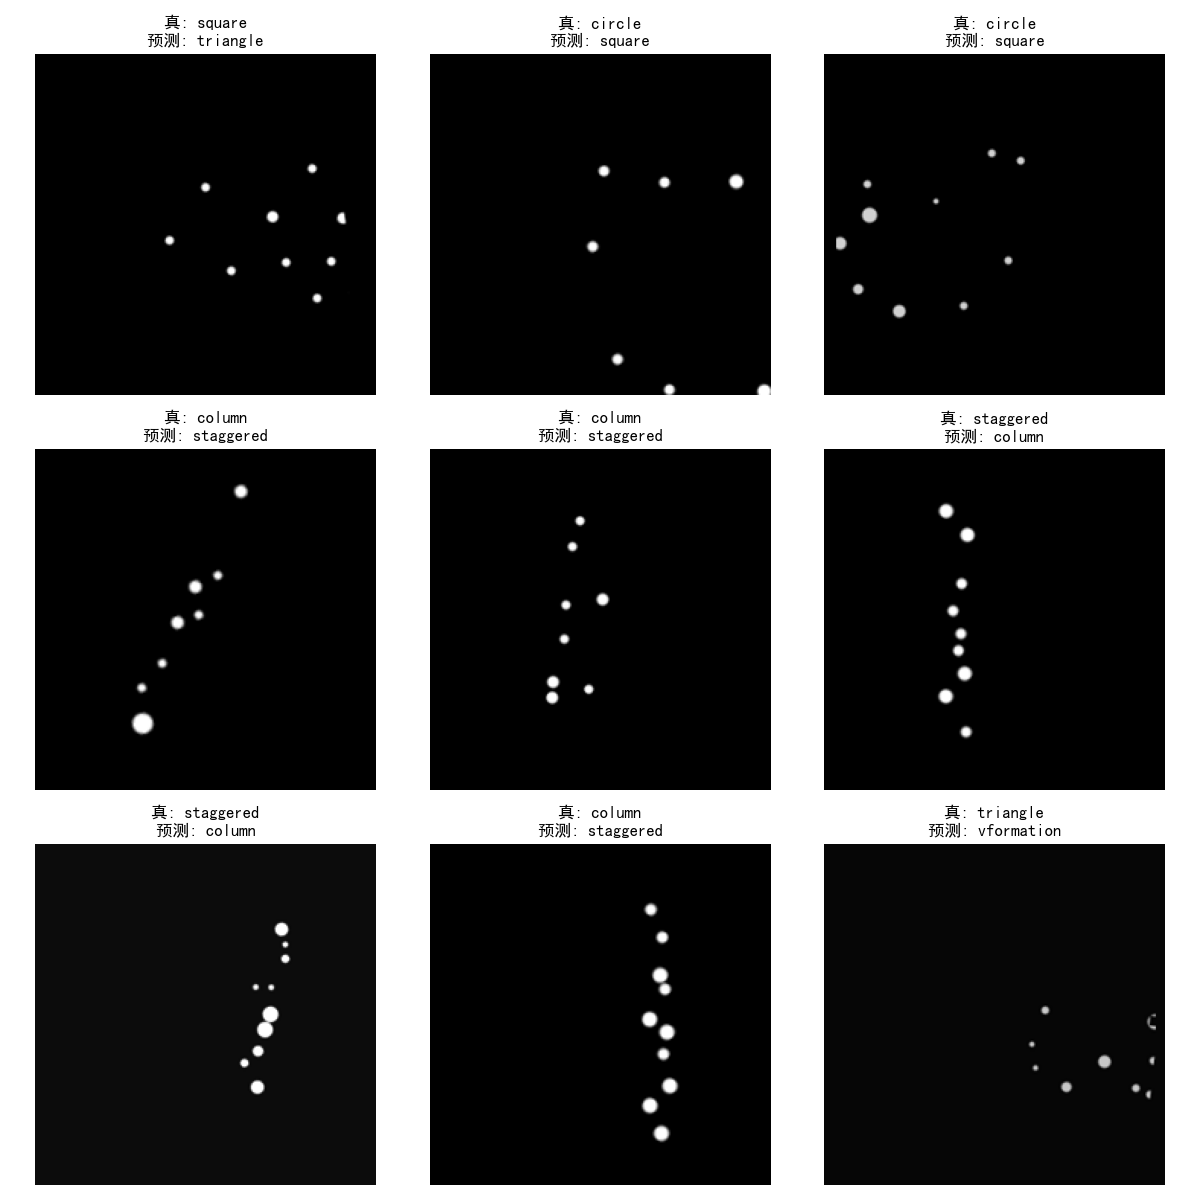 真: square
预测: triangle
真: circle
预测: square
真: circle
预测: square
真: column
预测: staggered
真: column
预测: staggered
真: staggered
预测: column
真: staggered
预测: column
真: column
预测: staggered
真: triangle
预测: vformation